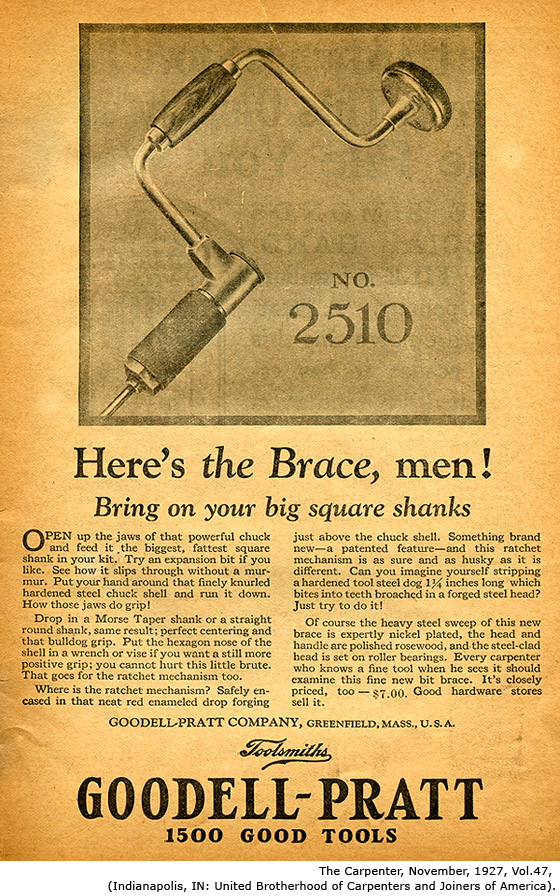 NO.
2510
Here's the Brace, men!
Bring on your big square shanks
OPEN up the jaws of that powerful chuck
and feed it the biggest, fattest square
shank in your kit. Try an expansion bit if you
like. See how it slips through without a mur-
mur. Put your hand around that finely knurled
hardened steel chuck shell and run it down.
How those jaws do grip!
Drop in a Morse Taper shank or a straight
round shank, same result; perfect centering and
that bulldog grip. Put the hexagon nose of the
shell in a wrench or vise if you want a still more
positive grip; you cannot hurt this little brute.
That goes for the ratchet mechanism too.
Where is the ratchet mechanism? Safely en-
cased in that neat red enameled drop forging
just above the chuck shell. Something brand
new—a patented feature—and this ratchet
mechanism is as sure and as husky as it is
different. Can you imagine yourself stripping
a hardened tool steel dog 1¼ inches long which
bites into teeth broached in a forged steel head?
Just try to do it!
Of course the heavy steel sweep of this new
brace is expertly nickel plated, the head and
handle are polished rosewood, and the steel-clad
head is set on roller bearings. Every carpenter
who knows a fine tool when he sees it should
examine this fine new bit brace. It's closely
priced, too — $7.00. Good hardware stores
sell it.
GOODELL-PRATT COMPANY, GREENFIELD, MASS., U. S. A.
Toolsmiths
GOODELL-PRATT
1500 GOOD TOOLS
The Carpenter, November, 1927, Vol.47,
(Indianapolis, IN: United Brotherhood of Carpenters and Joiners of America).